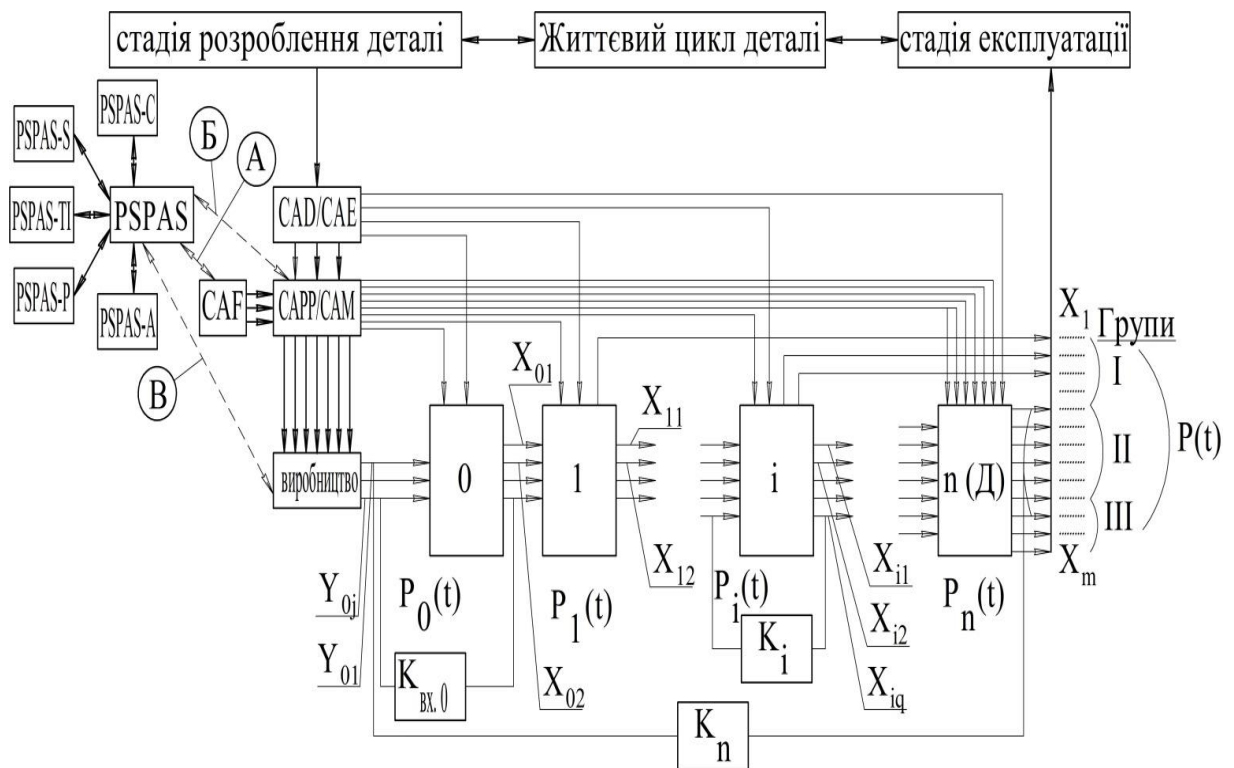 стадія розроблення деталі
Життєвий цикл деталі
стадія експлуатації
PSPAS-C
PSPAS-S
Б
А
PSPAS-TI
PSPAS
CAD/CAE
PSPAS-P
PSPAS-A
CAF
CAPP/CAM
X1
Групи
В
X01
X11
I
P(t)
виробництво
0
1
i
n (Д)
II
III
Y0j
P0(t)
P1(t)
X12
Pi(t)
Xi1
Pn(t)
Xm
Y01
Kвх. 0
X02
Ki
Xi2
Xiq
Kn